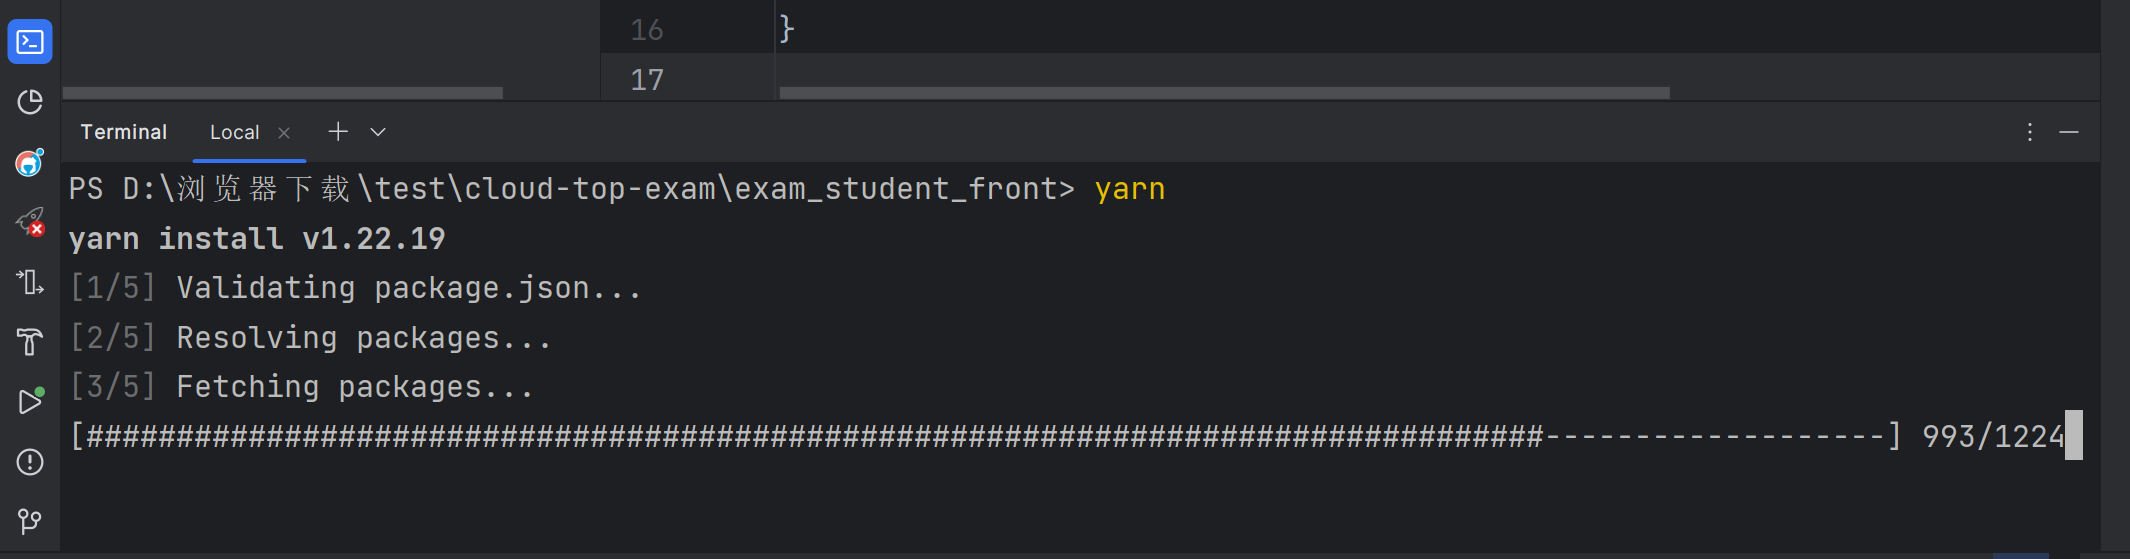 16 }
17
Terminal Local
PS D:\浏览器下载\test\cloud-top-exam\exam_student_front> yarn
yarn install v1.22.19
[1/5] Validating package.json...
[2/5] Resolving packages...
[3/5] Fetching packages...
[#################################################################################-------------------] 993/1224